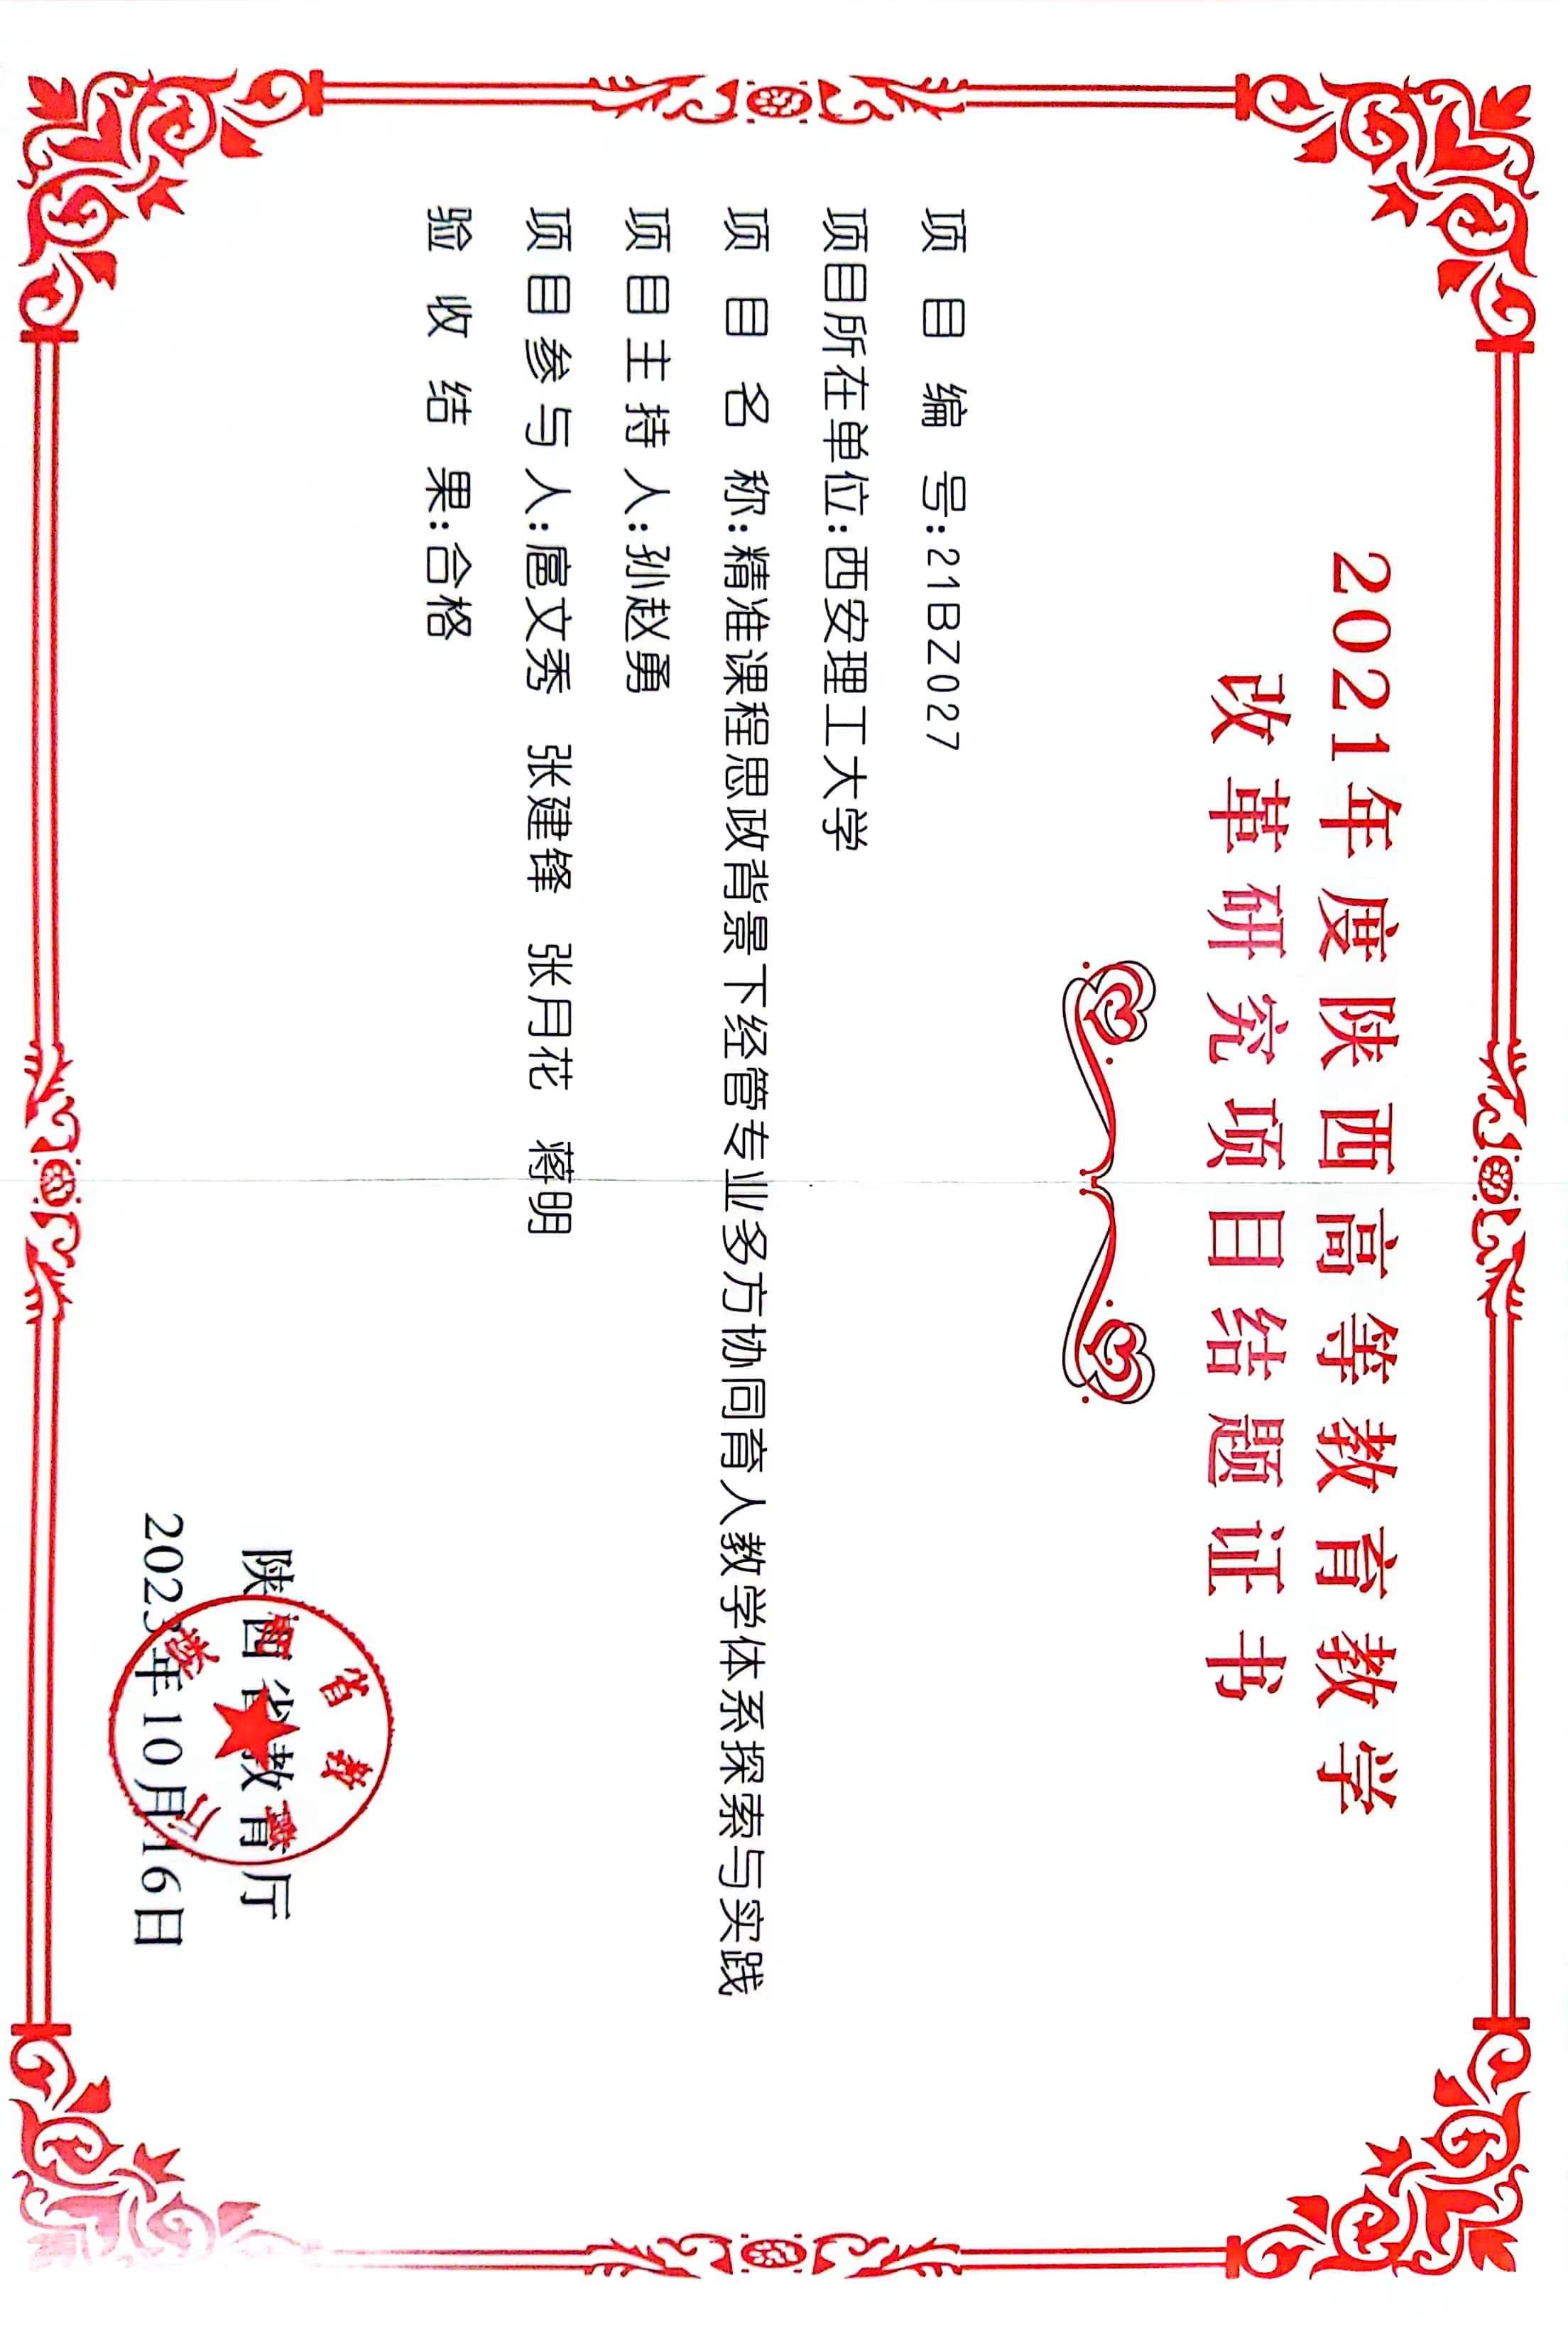 2021年度陕西高等教育教学
改革研究项目结题证书
项目编号:21BZ027
项目所在单位:西安理工大学
项目名称:精准课程思政背景下经管专业多方协同育人教学体系探索与实践
项目主持人:孙赵勇
项目参与人:扈文秀 张建锋 张月花 蒋明
验收结果:合格
陕西省教育厅
陕西省教育厅
2023年10月16日